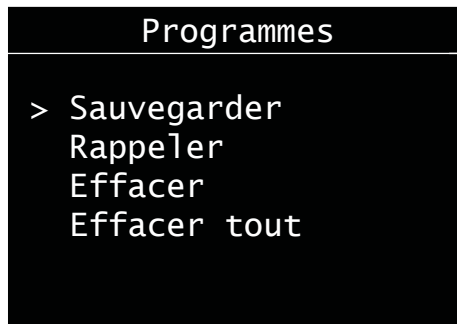 Programmes
> Sauvegarder
Rappeler
Effacer
Effacer tout